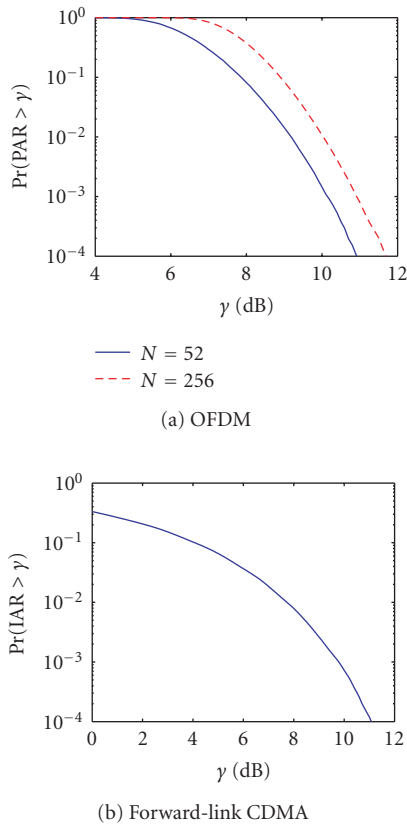 10^0
10^-1
10^-2
10^-3
10^-4
Pr(PAR > γ)
4 6 8 10 12
γ (dB)
N = 52
N = 256
(a) OFDM
10^0
10^-1
10^-2
10^-3
10^-4
Pr(IAR > γ)
0 2 4 6 8 10 12
γ (dB)
(b) Forward-link CDMA